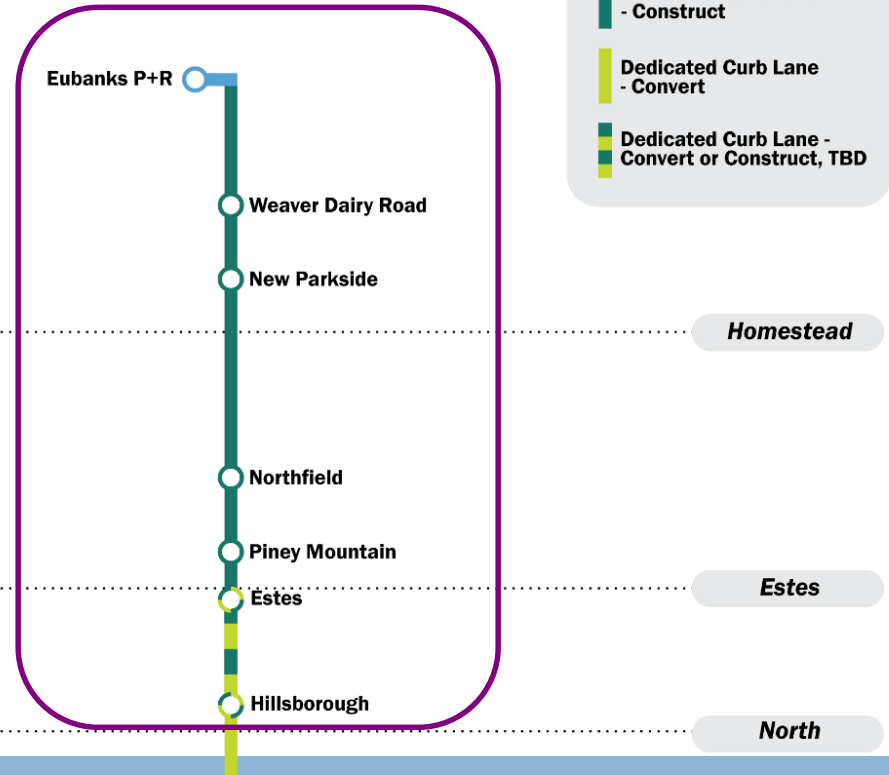 - Construct
Dedicated Curb Lane
- Convert
Dedicated Curb Lane -
Convert or Construct, TBD
Eubanks P+R
Weaver Dairy Road
New Parkside
Homestead
Northfield
Piney Mountain
Estes
Estes
Hillsborough
North